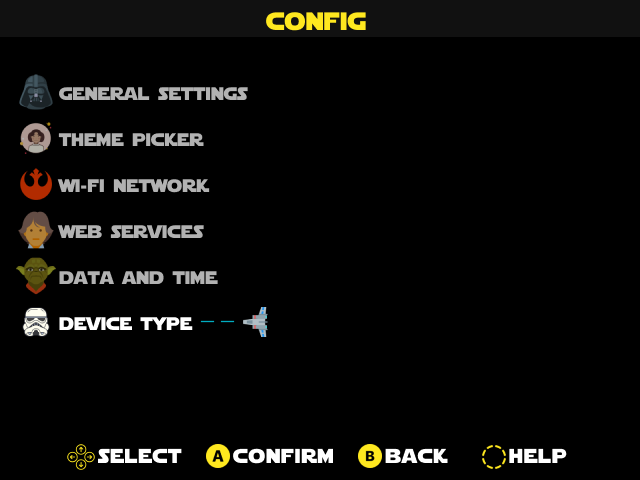 CONFIG
GENERAL SETTINGS
THEME PICKER
WI-FI NETWORK
WEB SERVICES
DATA AND TIME
DEVICE TYPE
SELECT A CONFIRM B BACK HELP